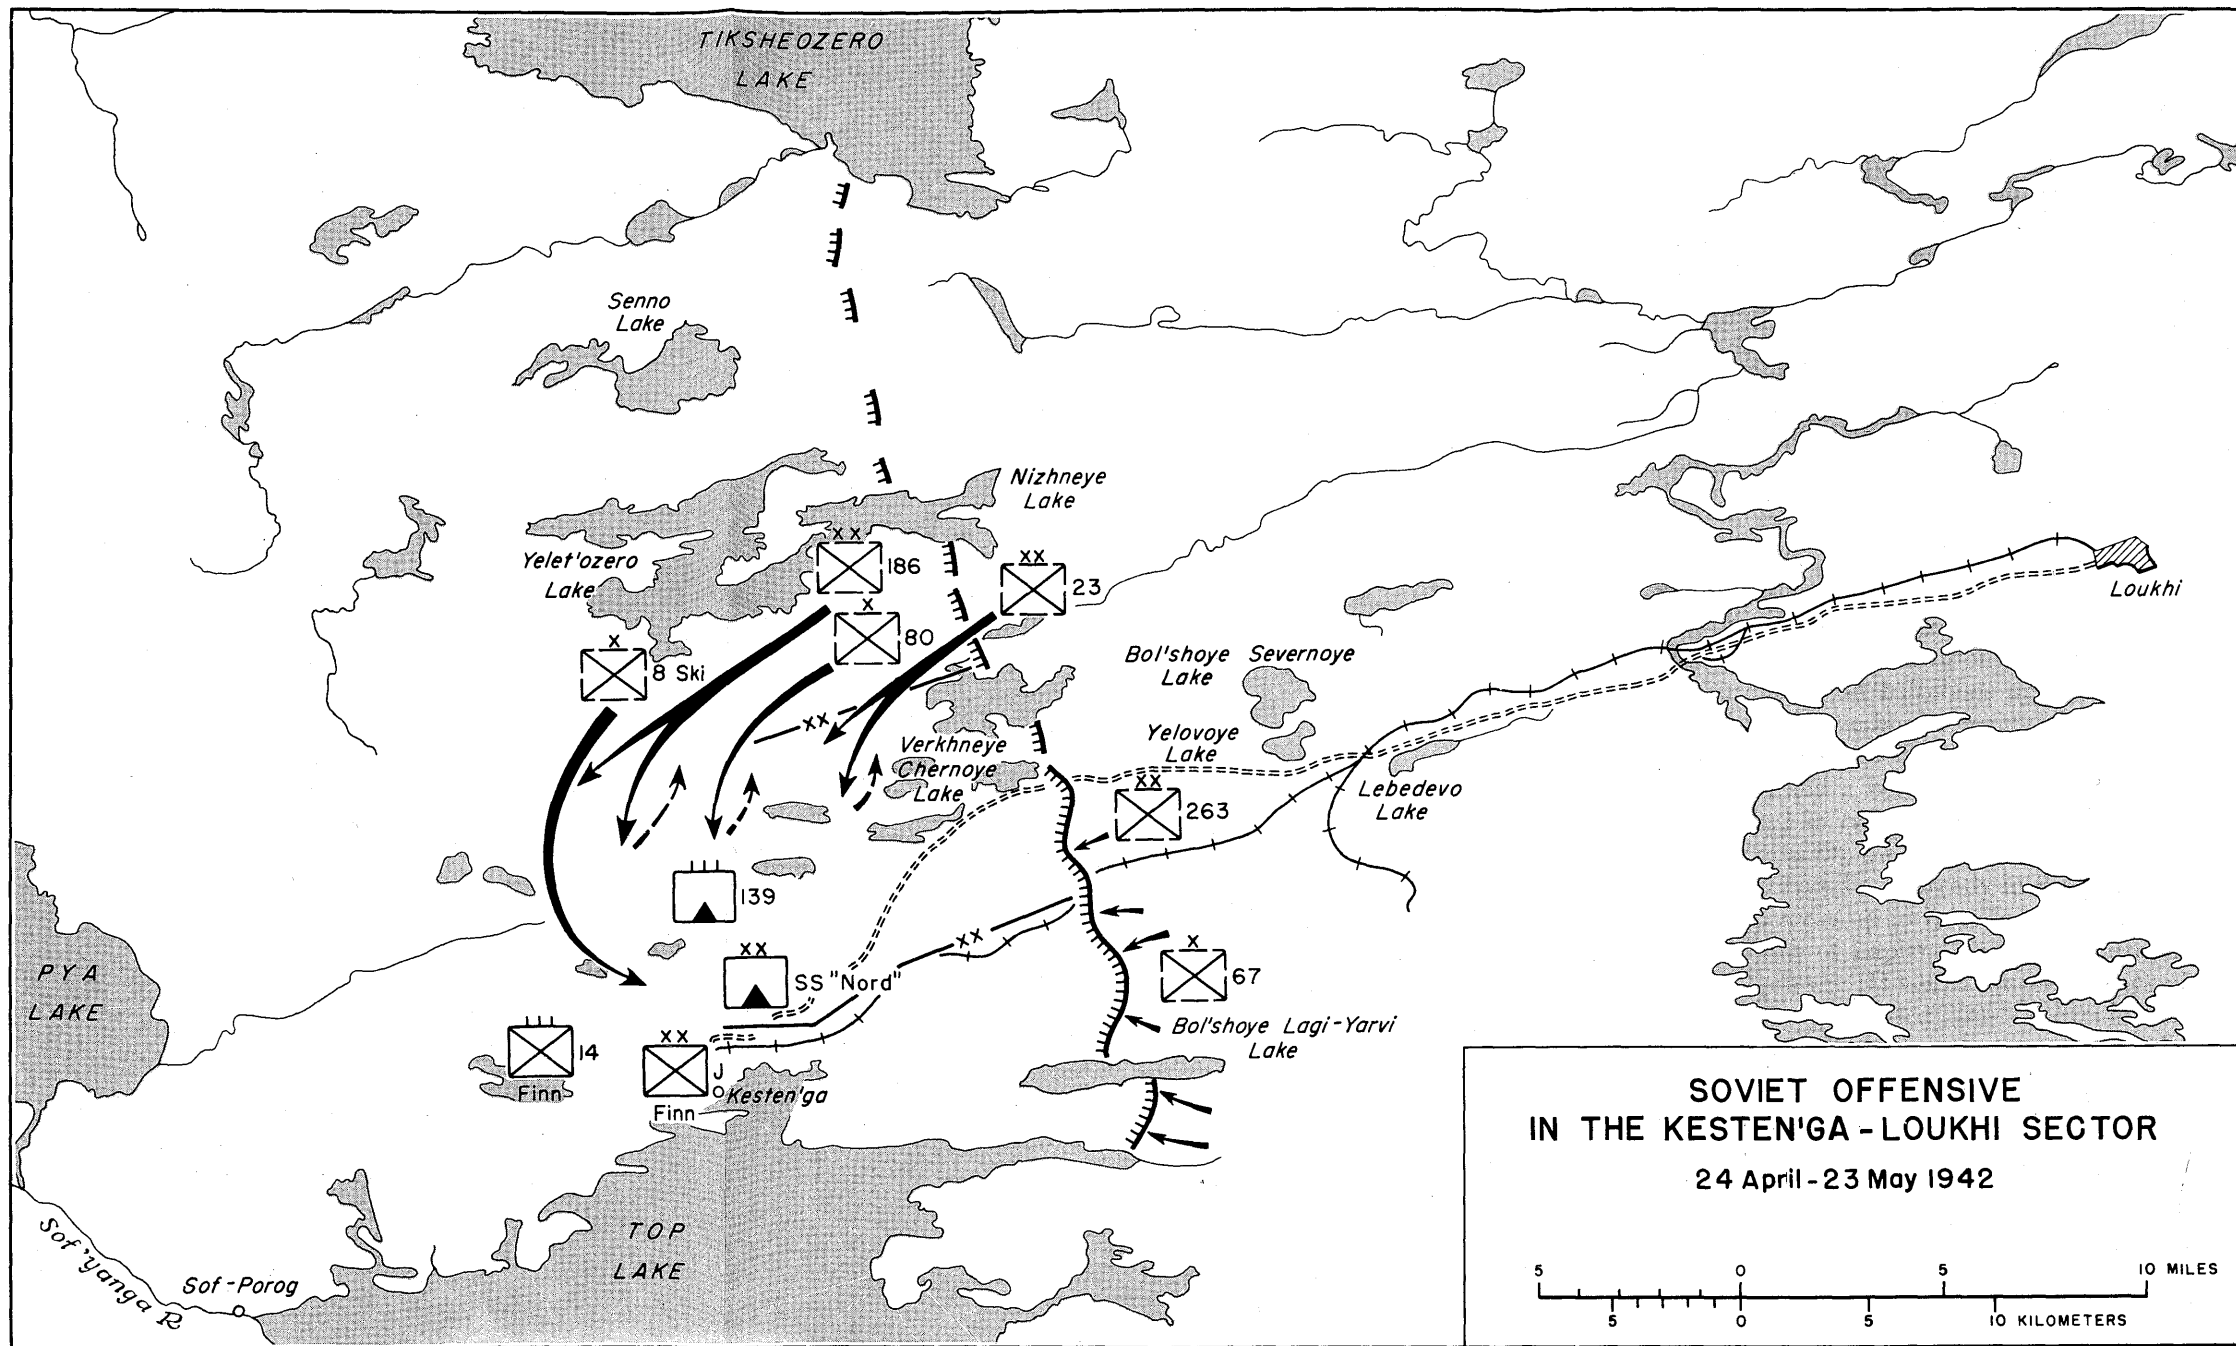 TIKSHEOZERO
LAKE
Senno
Lake
Nizhneye
Lake
Yelet'ozero
Lake
XX
186
XX
23
X
80
X
8 Ski
XX
Bol'shoye Severnoye
Lake
Loukhi
Verkhneye
Chernoye
Lake
Yelovoye
Lake
XX
263
Lebedevo
Lake
139
XX
SS "Nord"
XX
X
67
PYA
LAKE
14
Finn
XX
J
Finn
Kesten'ga
Bol'shoye Lagi-Yarvi
Lake
TOP
LAKE
Sof'yanga R
Sof-Porog
SOVIET OFFENSIVE
IN THE KESTEN'GA-LOUKHI SECTOR
24 April-23 May 1942
5 0 5 10 MILES
5 0 5 10 KILOMETERS